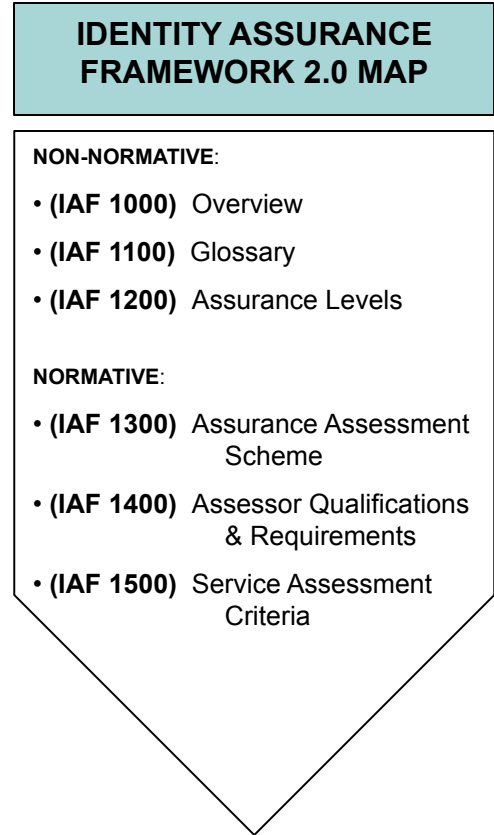 IDENTITY ASSURANCE
FRAMEWORK 2.0 MAP
NON-NORMATIVE:
• (IAF 1000) Overview
• (IAF 1100) Glossary
• (IAF 1200) Assurance Levels
NORMATIVE:
• (IAF 1300) Assurance Assessment
Scheme
• (IAF 1400) Assessor Qualifications
& Requirements
• (IAF 1500) Service Assessment
Criteria